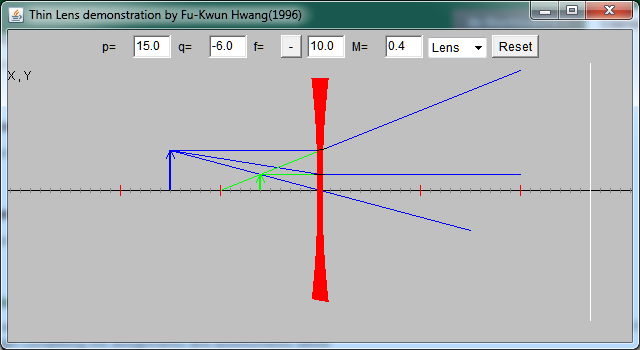 Thin Lens demonstration by Fu-Kwun Hwang(1996)
p= 15.0 q= -6.0 f= - 10.0 M= 0.4 Lens Reset
X,Y